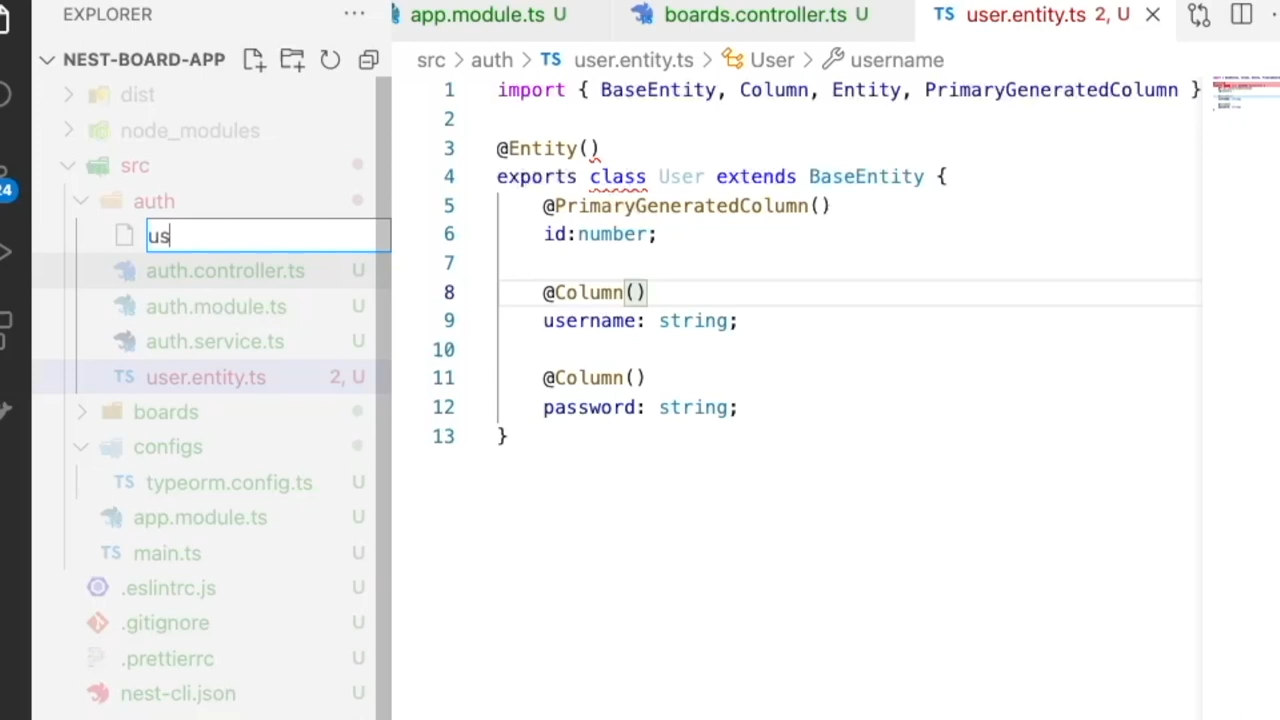 EXPLORER
NEST-BOARD-APP
dist
node_modules
src
auth
us
auth.controller.ts U
auth.module.ts U
auth.service.ts U
user.entity.ts 2, U
boards
configs
typeorm.config.ts U
app.module.ts U
main.ts U
.eslintrc.js U
.gitignore U
.prettierrc U
nest-cli.json U
24
app.module.ts U
boards.controller.ts U
TS user.entity.ts 2, U
src > auth > TS user.entity.ts > User > username
1 import { BaseEntity, Column, Entity, PrimaryGeneratedColumn }
2
3 @Entity()
4 exports class User extends BaseEntity {
5 @PrimaryGeneratedColumn()
6 id:number;
7
8 @Column()
9 username: string;
10
11 @Column()
12 password: string;
13 }